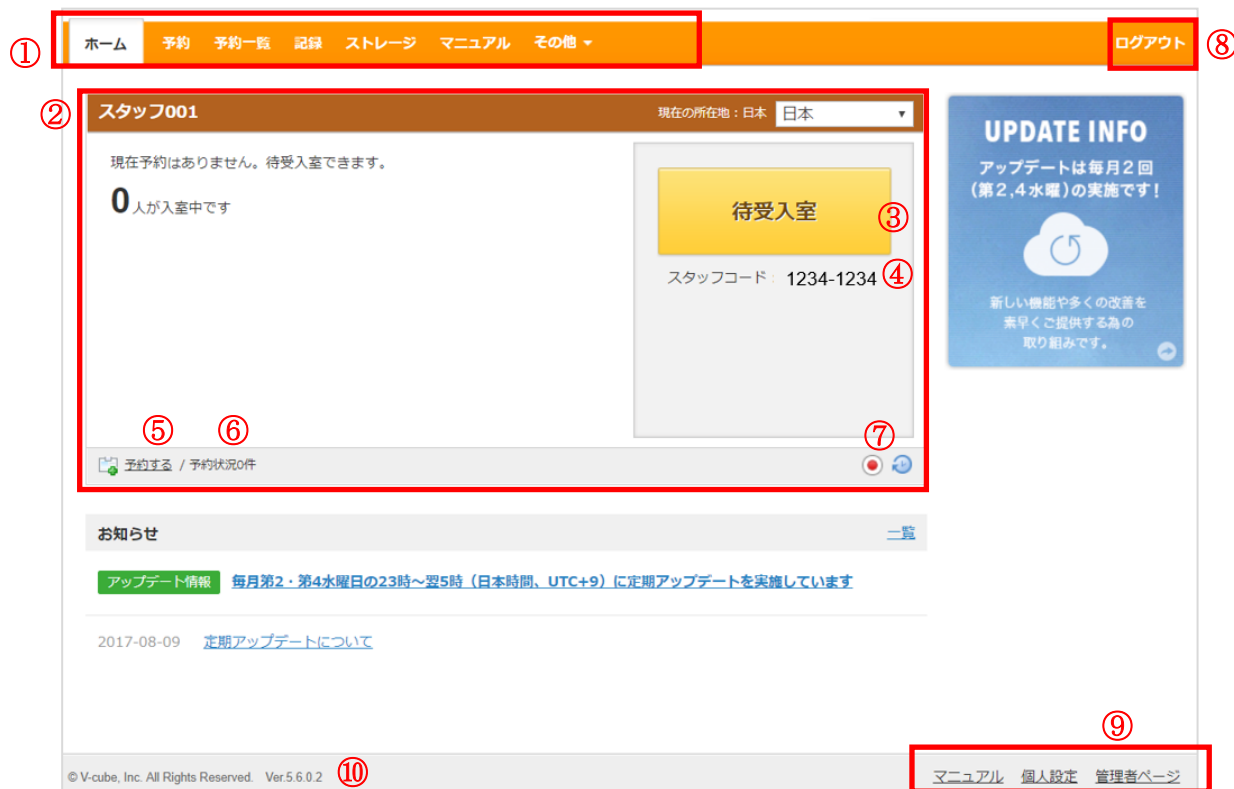 ① ホーム 予約 予約一覧 記録 ストレージ マニュアル その他 ログアウト ⑧
② スタッフ001 現在の所在地：日本 日本
現在予約はありません。待受入室できます。
0人が入室中です
待受入室 ③
スタッフコード： 1234-1234 ④
⑤ ⑥ ⑦
予約する / 予約状況0件
UPDATE INFO
アップデートは毎月2回
(第2,4水曜)の実施です!
新しい機能や多くの改善を
素早くご提供する為の
取り組みです。
お知らせ 一覧
アップデート情報 毎月第2・第4水曜日の23時～翌5時（日本時間、UTC+9）に定期アップデートを実施しています
2017-08-09 定期アップデートについて
⑨
© V-cube, Inc. All Rights Reserved. Ver.5.6.0.2 ⑩ マニュアル 個人設定 管理者ページ